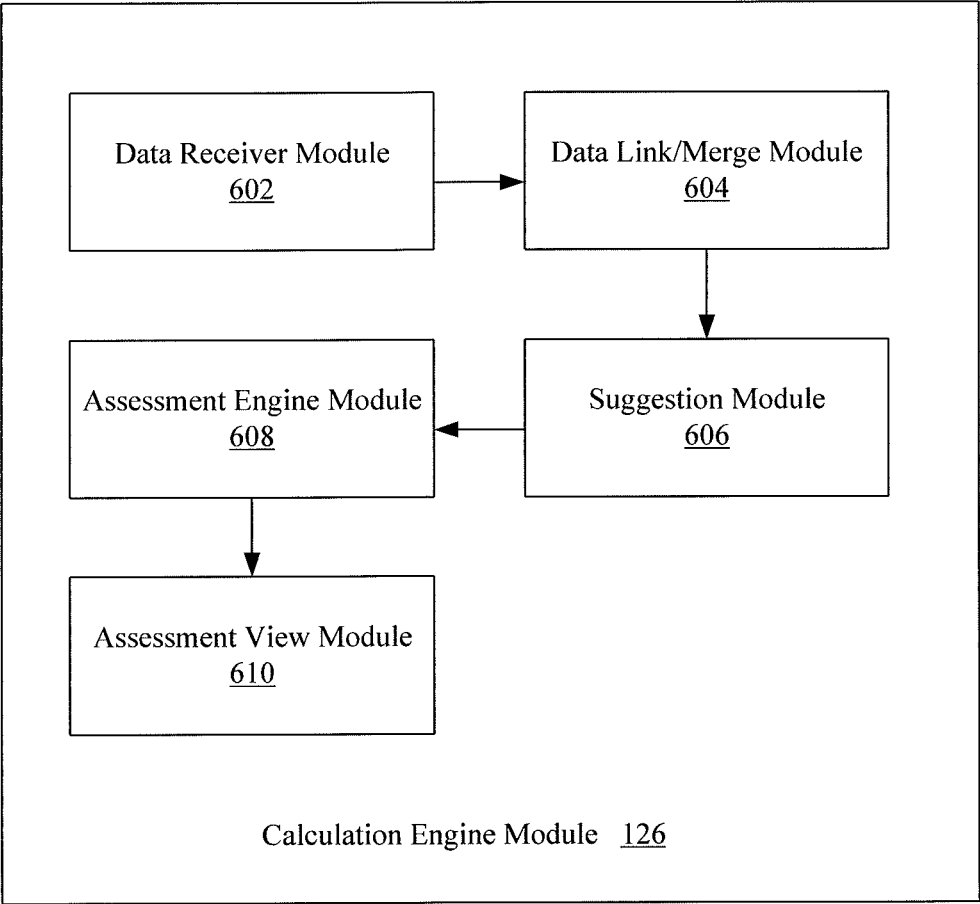 Data Receiver Module
602
Data Link/Merge Module
604
Assessment Engine Module
608
Suggestion Module
606
Assessment View Module
610
Calculation Engine Module 126